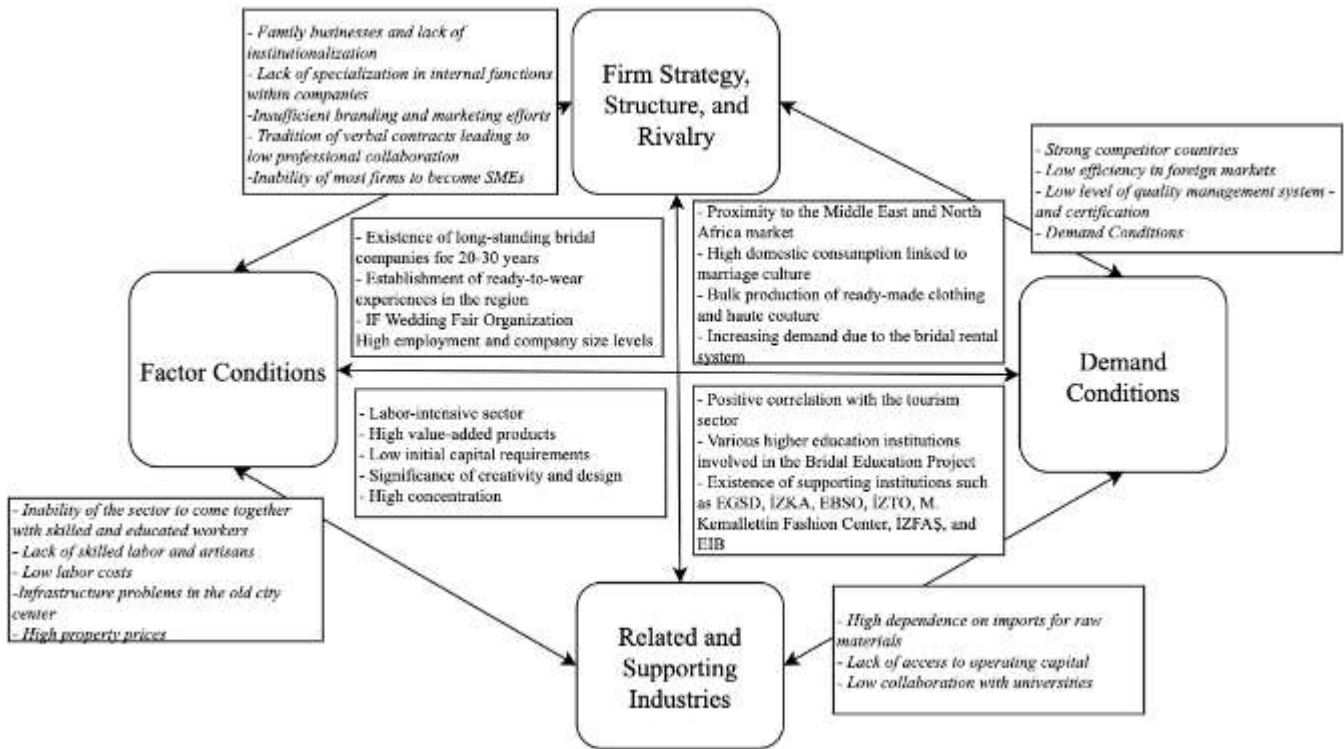 - Family businesses and lack of
institutionalization
- Lack of specialization in internal functions
within companies
-Insufficient branding and marketing efforts
- Tradition of verbal contracts leading to
low professional collaboration
-Inability of most firms to become SMEs
Firm Strategy,
Structure, and
Rivalry
- Strong competitor countries
- Low efficiency in foreign markets
- Low level of quality management system -
and certification
- Demand Conditions
- Existence of long-standing bridal
companies for 20-30 years
- Establishment of ready-to-wear
experiences in the region
- IF Wedding Fair Organization
High employment and company size levels
- Proximity to the Middle East and North
Africa market
- High domestic consumption linked to
marriage culture
- Bulk production of ready-made clothing
and haute couture
- Increasing demand due to the bridal rental
system
Factor Conditions
Demand
Conditions
- Labor-intensive sector
- High value-added products
- Low initial capital requirements
- Significance of creativity and design
- High concentration
- Positive correlation with the tourism
sector
- Various higher education institutions
involved in the Bridal Education Project
- Existence of supporting institutions such
as EGSD, İZKA, EBSO, İZTO, M.
Kemallettin Fashion Center, İZFAŞ, and
EIB
- Inability of the sector to come together
with skilled and educated workers
- Lack of skilled labor and artisans
- Low labor costs
-Infrastructure problems in the old city
center
- High property prices
Related and
Supporting
Industries
- High dependence on imports for raw
materials
- Lack of access to operating capital
- Low collaboration with universities